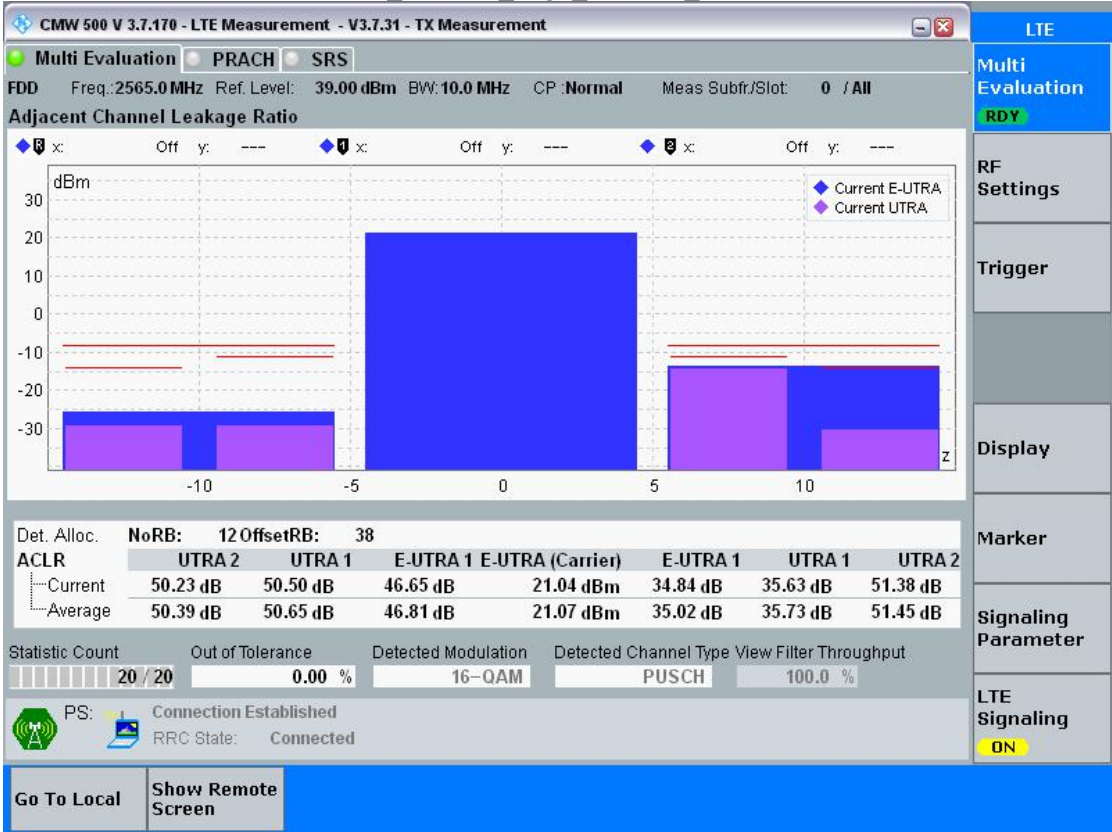 CMW 500 V 3.7.170 - LTE Measurement - V3.7.31 - TX Measurement
LTE
Multi Evaluation PRACH SRS
Multi
Evaluation
RDY
FDD Freq.:2565.0 MHz Ref. Level: 39.00 dBm BW:10.0 MHz CP :Normal Meas Subfr./Slot: 0 / All
Adjacent Channel Leakage Ratio
R x: Off y: --- 1 x: Off y: --- 2 x: Off y: ---
dBm
Current E-UTRA
Current UTRA
30
20
10
0
-10
-20
-30
z
-10 -5 0 5 10
RF
Settings
Trigger
Display
Marker
Signaling
Parameter
LTE
Signaling
ON
Det. Alloc. NoRB: 12 OffsetRB: 38
ACLR UTRA 2 UTRA 1 E-UTRA 1 E-UTRA (Carrier) E-UTRA 1 UTRA 1 UTRA 2
Current 50.23 dB 50.50 dB 46.65 dB 21.04 dBm 34.84 dB 35.63 dB 51.38 dB
Average 50.39 dB 50.65 dB 46.81 dB 21.07 dBm 35.02 dB 35.73 dB 51.45 dB
Statistic Count Out of Tolerance Detected Modulation Detected Channel Type View Filter Throughput
20 / 20 0.00 % 16-QAM PUSCH 100.0 %
PS: Connection Established
RRC State: Connected
Go To Local
Show Remote
Screen